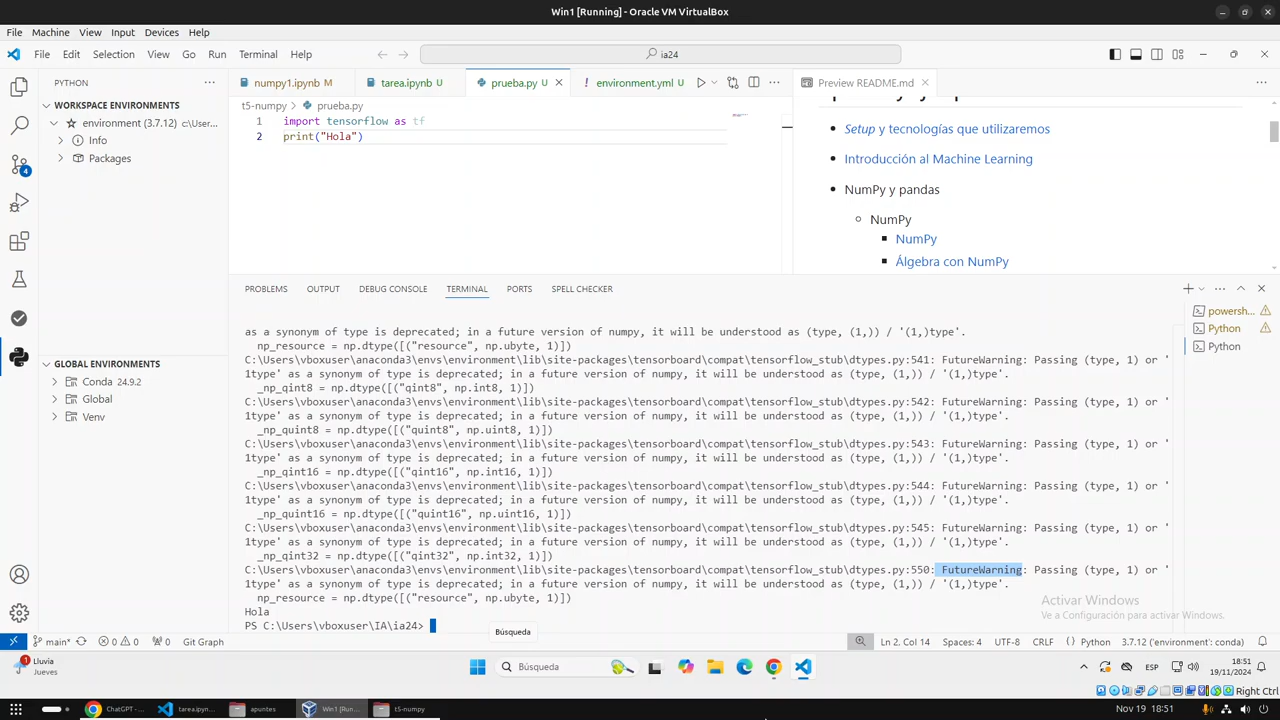 Win1 [Running] - Oracle VM VirtualBox
File Machine View Input Devices Help
File Edit Selection View Go Run Terminal Help
ia24
PYTHON
numpy1.ipynb M
tarea.ipynb U
prueba.py U
environment.yml U
Preview README.md
WORKSPACE ENVIRONMENTS
environment (3.7.12) c:\User...
Info
Packages
t5-numpy > prueba.py
1 import tensorflow as tf
2 print("Hola")
Setup y tecnologías que utilizaremos
Introducción al Machine Learning
NumPy y pandas
NumPy
NumPy
Álgebra con NumPy
PROBLEMS OUTPUT DEBUG CONSOLE TERMINAL PORTS SPELL CHECKER
powersh...
Python
Python
as a synonym of type is deprecated; in a future version of numpy, it will be understood as (type, (1,)) / '(1,)type'.
np_resource = np.dtype([("resource", np.ubyte, 1)])
C:\Users\vboxuser\anaconda3\envs\environment\lib\site-packages\tensorboard\compat\tensorflow_stub\dtypes.py:541: FutureWarning: Passing (type, 1) or '
1type' as a synonym of type is deprecated; in a future version of numpy, it will be understood as (type, (1,)) / '(1,)type'.
_np_qint8 = np.dtype([("qint8", np.int8, 1)])
C:\Users\vboxuser\anaconda3\envs\environment\lib\site-packages\tensorboard\compat\tensorflow_stub\dtypes.py:542: FutureWarning: Passing (type, 1) or '
1type' as a synonym of type is deprecated; in a future version of numpy, it will be understood as (type, (1,)) / '(1,)type'.
_np_quint8 = np.dtype([("quint8", np.uint8, 1)])
C:\Users\vboxuser\anaconda3\envs\environment\lib\site-packages\tensorboard\compat\tensorflow_stub\dtypes.py:543: FutureWarning: Passing (type, 1) or '
1type' as a synonym of type is deprecated; in a future version of numpy, it will be understood as (type, (1,)) / '(1,)type'.
_np_qint16 = np.dtype([("qint16", np.int16, 1)])
C:\Users\vboxuser\anaconda3\envs\environment\lib\site-packages\tensorboard\compat\tensorflow_stub\dtypes.py:544: FutureWarning: Passing (type, 1) or '
1type' as a synonym of type is deprecated; in a future version of numpy, it will be understood as (type, (1,)) / '(1,)type'.
_np_quint16 = np.dtype([("quint16", np.uint16, 1)])
C:\Users\vboxuser\anaconda3\envs\environment\lib\site-packages\tensorboard\compat\tensorflow_stub\dtypes.py:545: FutureWarning: Passing (type, 1) or '
1type' as a synonym of type is deprecated; in a future version of numpy, it will be understood as (type, (1,)) / '(1,)type'.
_np_qint32 = np.dtype([("qint32", np.int32, 1)])
C:\Users\vboxuser\anaconda3\envs\environment\lib\site-packages\tensorboard\compat\tensorflow_stub\dtypes.py:550: FutureWarning: Passing (type, 1) or '
1type' as a synonym of type is deprecated; in a future version of numpy, it will be understood as (type, (1,)) / '(1,)type'.
np_resource = np.dtype([("resource", np.ubyte, 1)])
Hola
PS C:\Users\vboxuser\IA\ia24>
GLOBAL ENVIRONMENTS
Conda 24.9.2
Global
Venv
4
Activar Windows
Ve a Configuración para activar Windows.
Búsqueda
main* 0 0 0 Git Graph
Ln 2, Col 14 Spaces: 4 UTF-8 CRLF Python 3.7.12 ('environment': conda)
1
Lluvia
Jueves
Búsqueda
ESP
18:51
19/11/2024
Right Ctrl
ChatGPT -...
tarea.ipyn...
apuntes
Win1 [Run...
t5-numpy
Nov 19 18:51